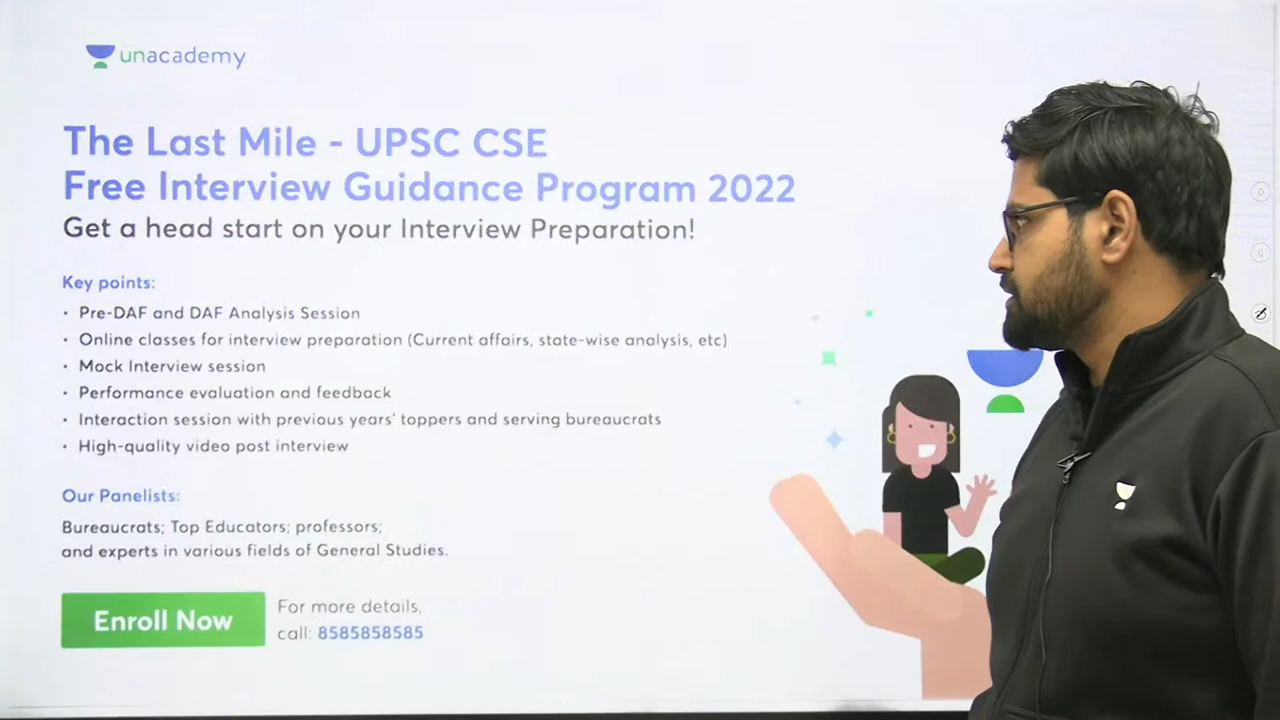 unacademy
The Last Mile - UPSC CSE
Free Interview Guidance Program 2022
Get a head start on your Interview Preparation!
Key points:
• Pre-DAF and DAF Analysis Session
• Online classes for interview preparation (Current affairs, state-wise analysis, etc)
• Mock Interview session
• Performance evaluation and feedback
• Interaction session with previous years' toppers and serving bureaucrats
• High-quality video post interview
Our Panelists:
Bureaucrats; Top Educators; professors;
and experts in various fields of General Studies.
Enroll Now
For more details,
call: 8585858585